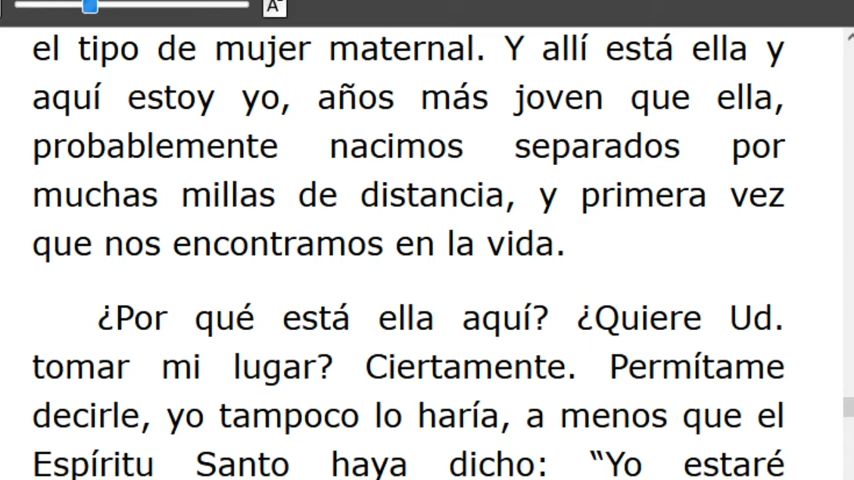 A
el tipo de mujer maternal. Y allí está ella y
aquí estoy yo, años más joven que ella,
probablemente nacimos separados por
muchas millas de distancia, y primera vez
que nos encontramos en la vida.
¿Por qué está ella aquí? ¿Quiere Ud.
tomar mi lugar? Ciertamente. Permítame
decirle, yo tampoco lo haría, a menos que el
Espíritu Santo haya dicho: “Yo estaré